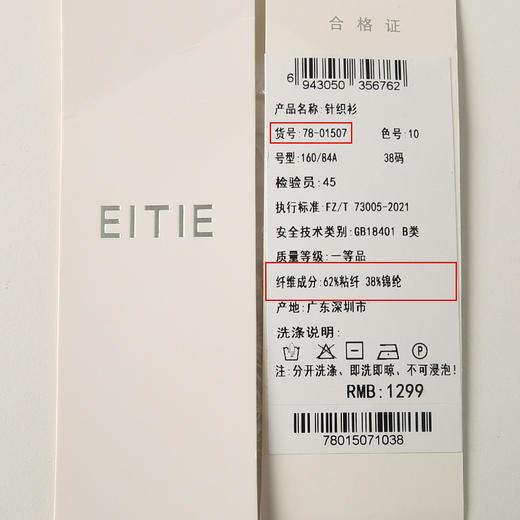 EITIE
合格证
6 943050 356762
产品名称:针织衫
货号:78-01507 色号:10
号型:160/84A 38码
检验员:45
执行标准:FZ/T 73005-2021
安全技术类别:GB18401 B类
质量等级:一等品
纤维成分:62%粘纤 38%锦纶
产地:广东深圳市
洗涤说明:
注:分开洗涤、即洗即晾、不可浸泡!
RMB:1299
78015071038